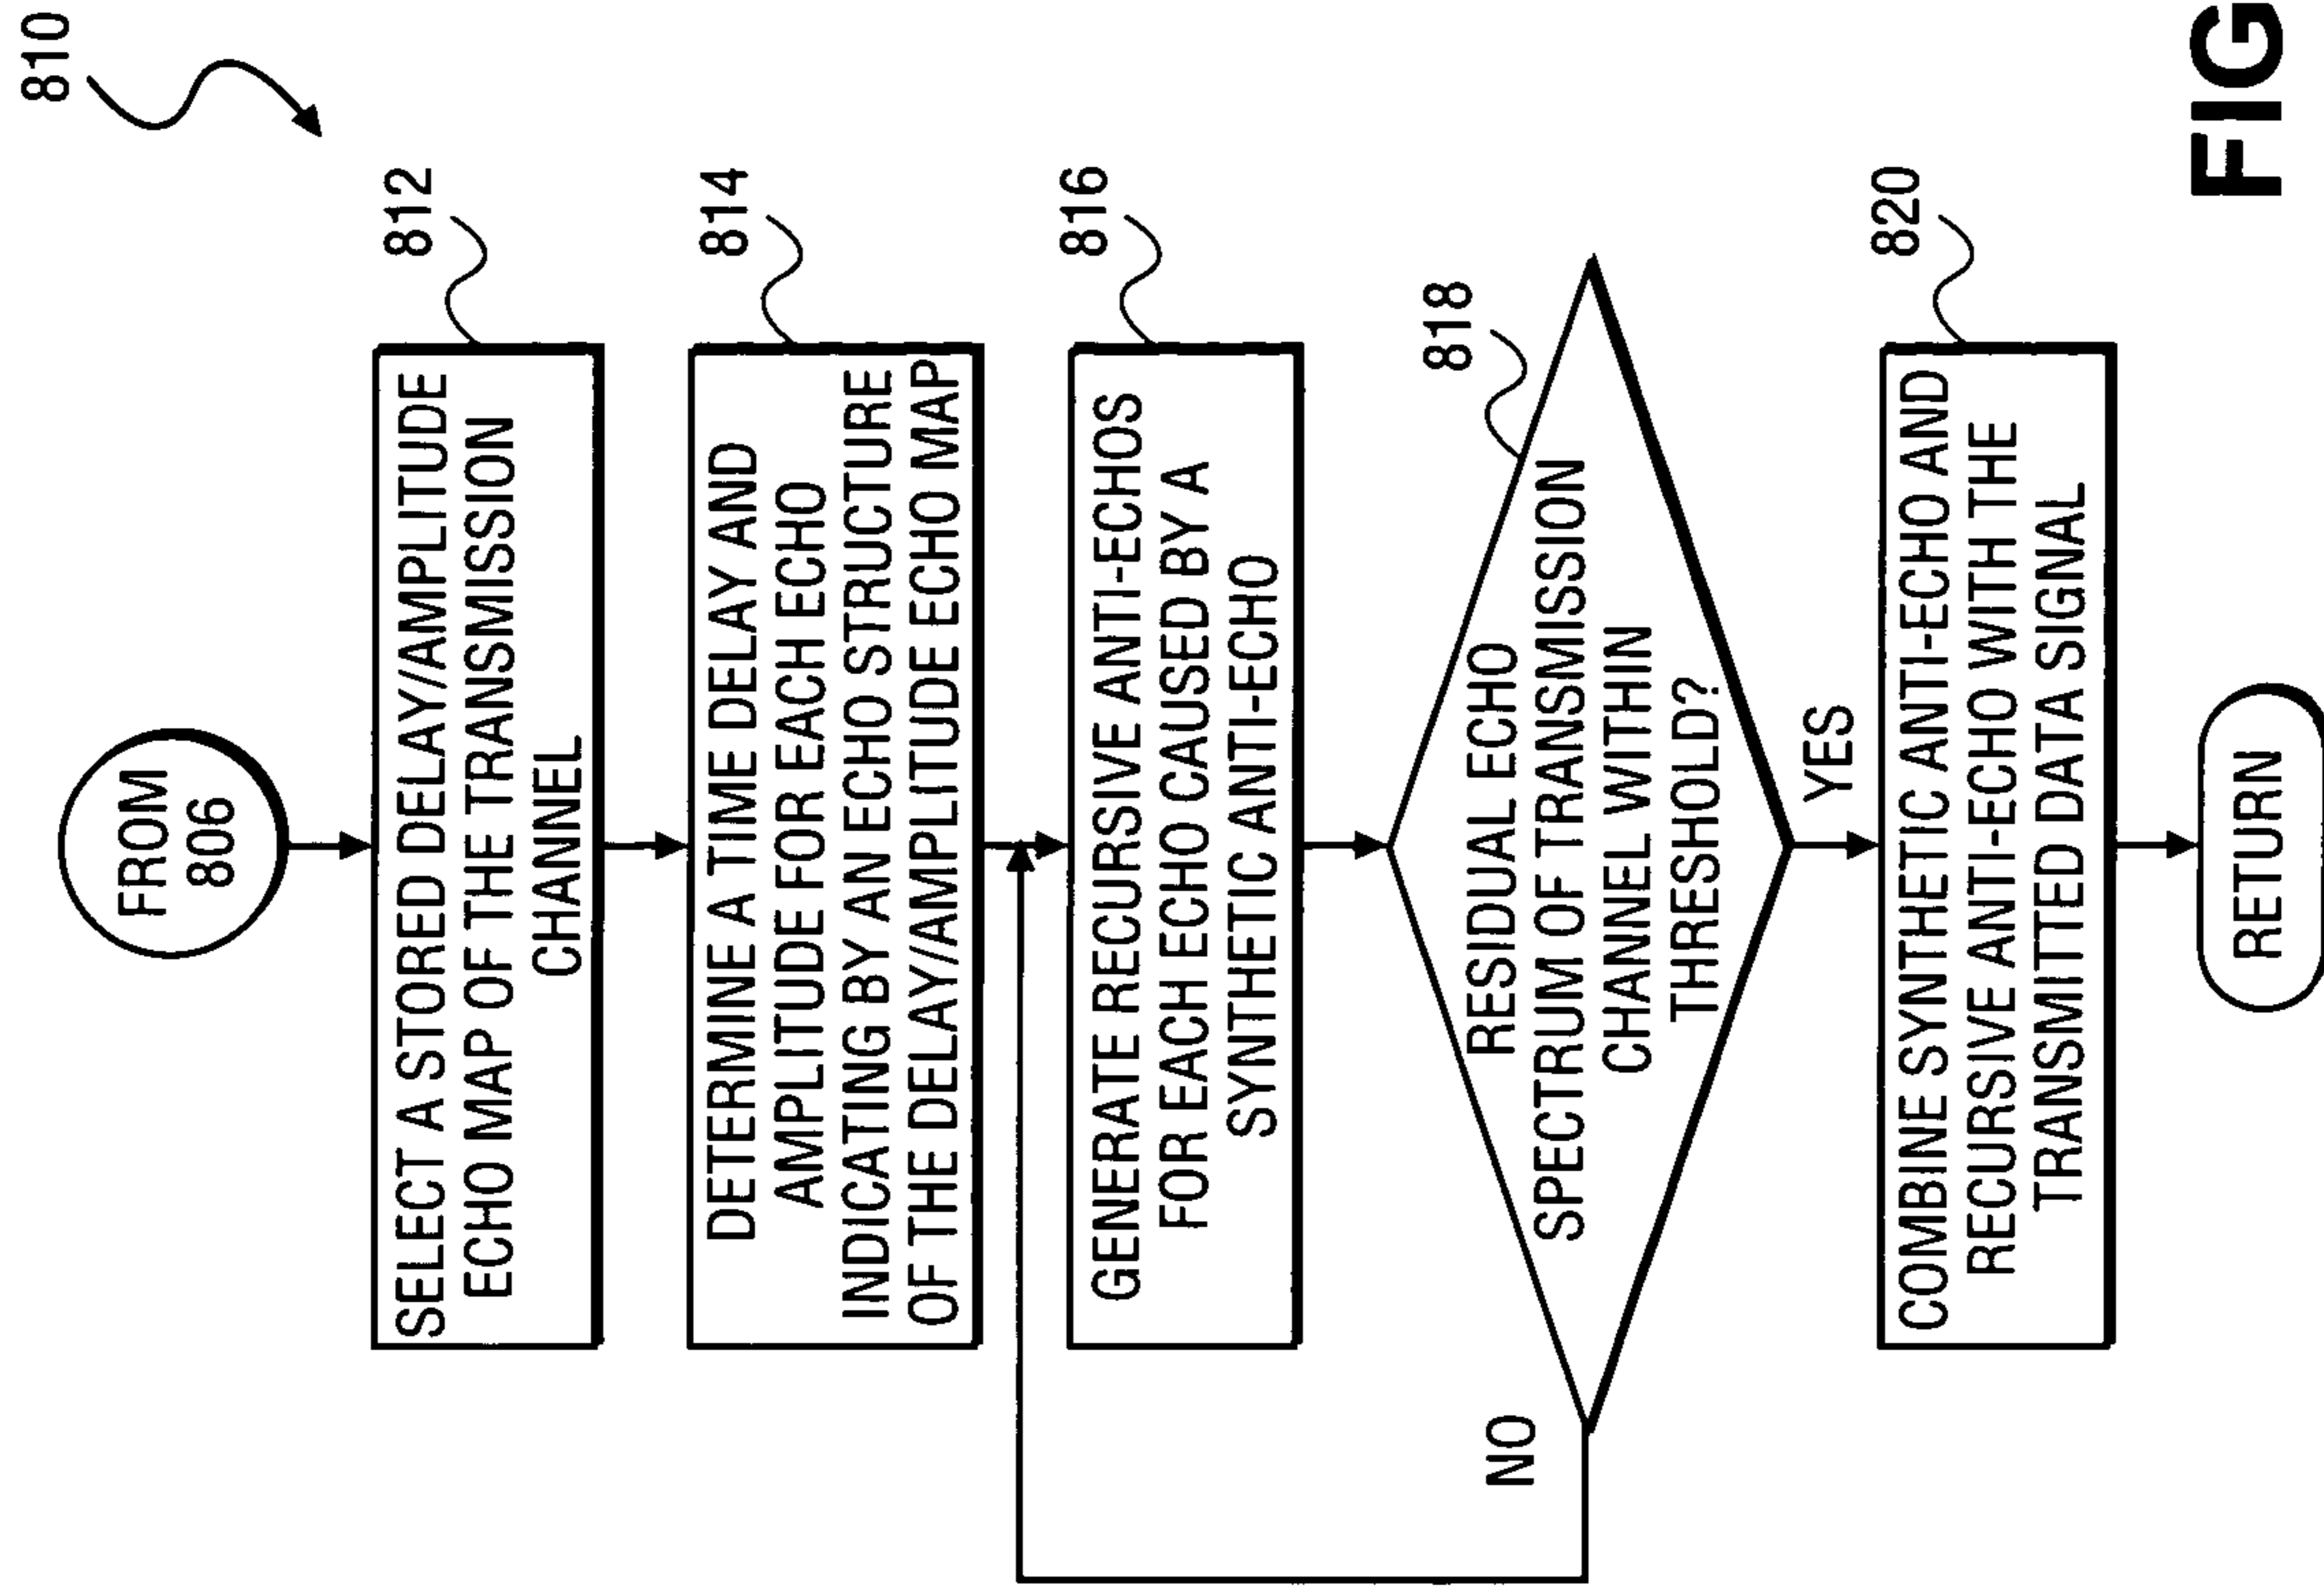 810
FROM
806
812
SELECT A STORED DELAY/AMPLITUDE
ECHO MAP OF THE TRANSMISSION
CHANNEL
814
DETERMINE A TIME DELAY AND
AMPLITUDE FOR EACH ECHO
INDICATING BY AN ECHO STRUCTURE
OF THE DELAY/AMPLITUDE ECHO MAP
816
GENERATE RECURSIVE ANTI-ECHOS
FOR EACH ECHO CAUSED BY A
SYNTHETIC ANTI-ECHO
818
RESIDUAL ECHO
SPECTRUM OF TRANSMISSION
CHANNEL WITHIN
THRESHOLD?
NO
YES
820
COMBINE SYNTHETIC ANTI-ECHO AND
RECURSIVE ANTI-ECHO WITH THE
TRANSMITTED DATA SIGNAL
RETURN
FIG